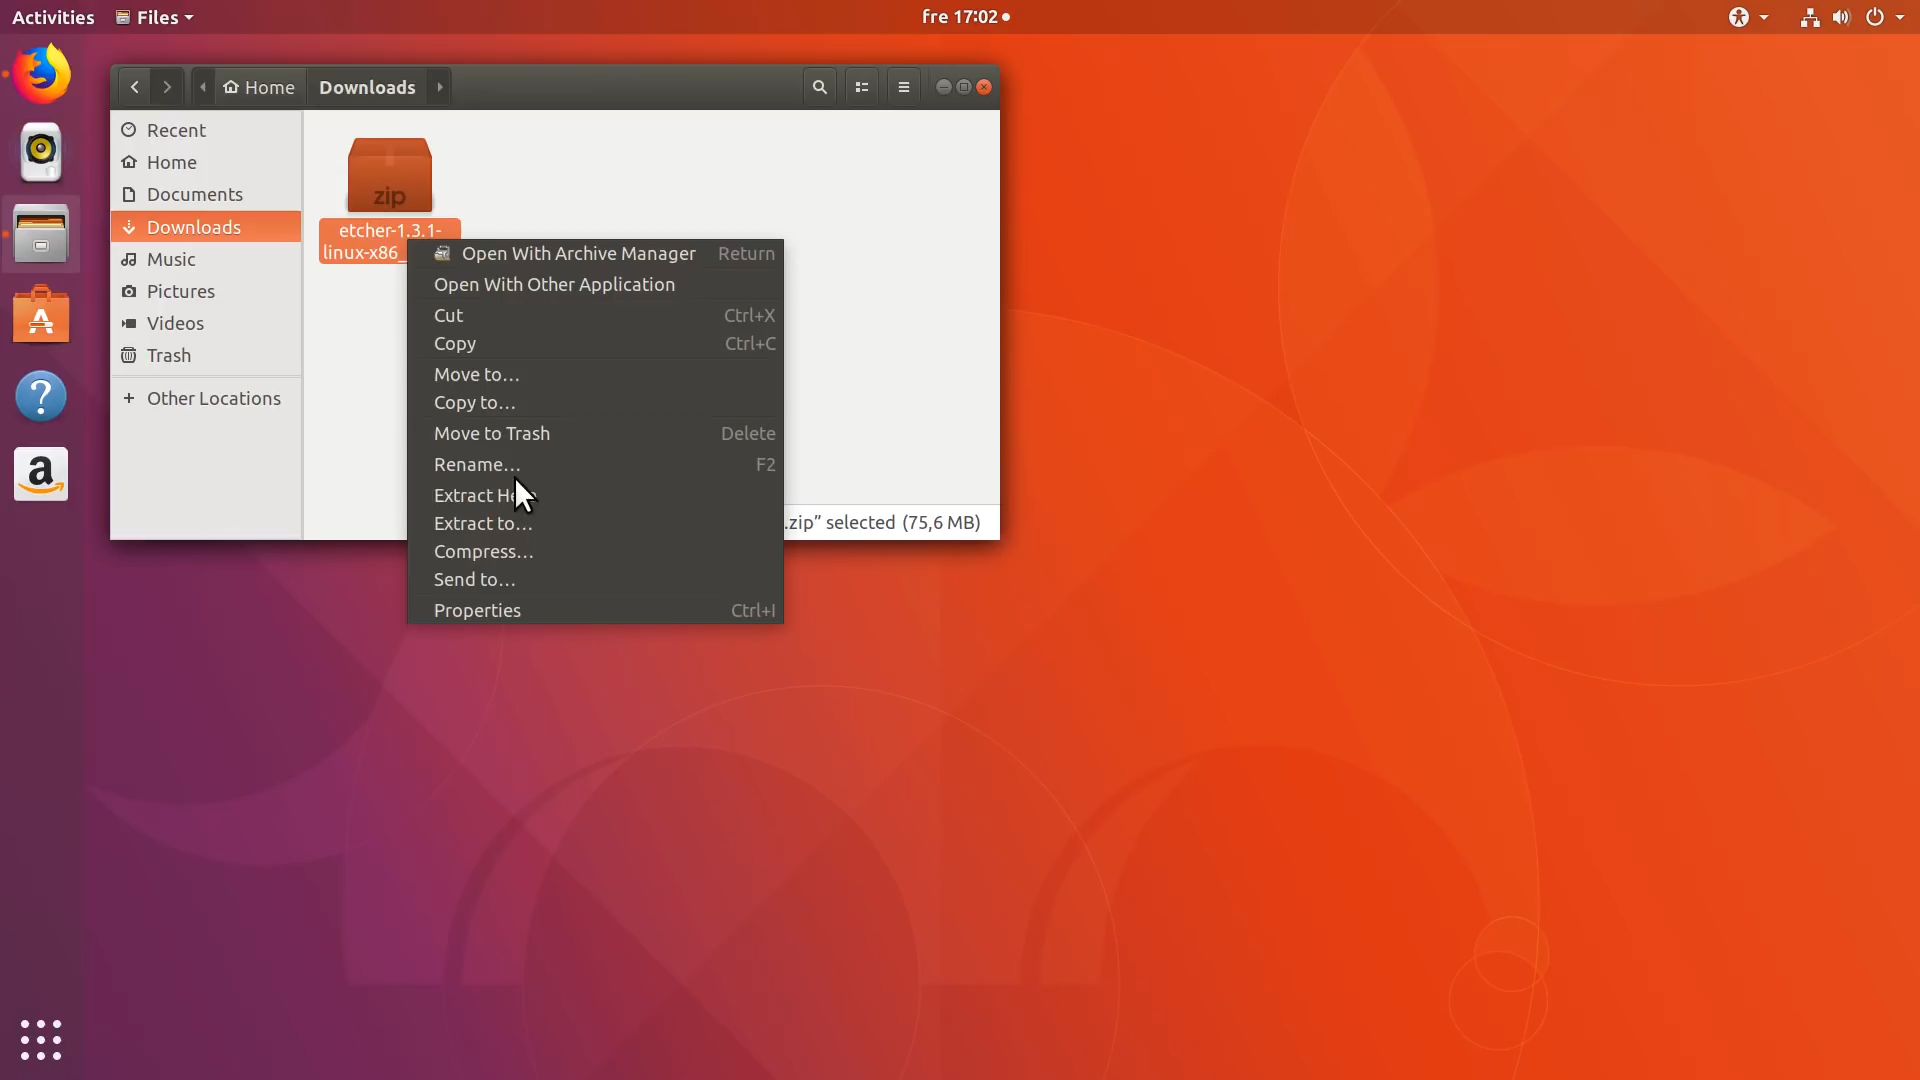 Activities Files fre 17:02
Home Downloads
Recent
Home
Documents
Downloads
Music
Pictures
Videos
Trash
+ Other Locations
zip
etcher-1.3.1-
linux-x86_
Open With Archive Manager Return
Open With Other Application
Cut Ctrl+X
Copy Ctrl+C
Move to…
Copy to…
Move to Trash Delete
Rename… F2
Extract
Extract to…
Compress…
Send to…
Properties Ctrl+I
.zip” selected (75,6 MB)
A
?
a